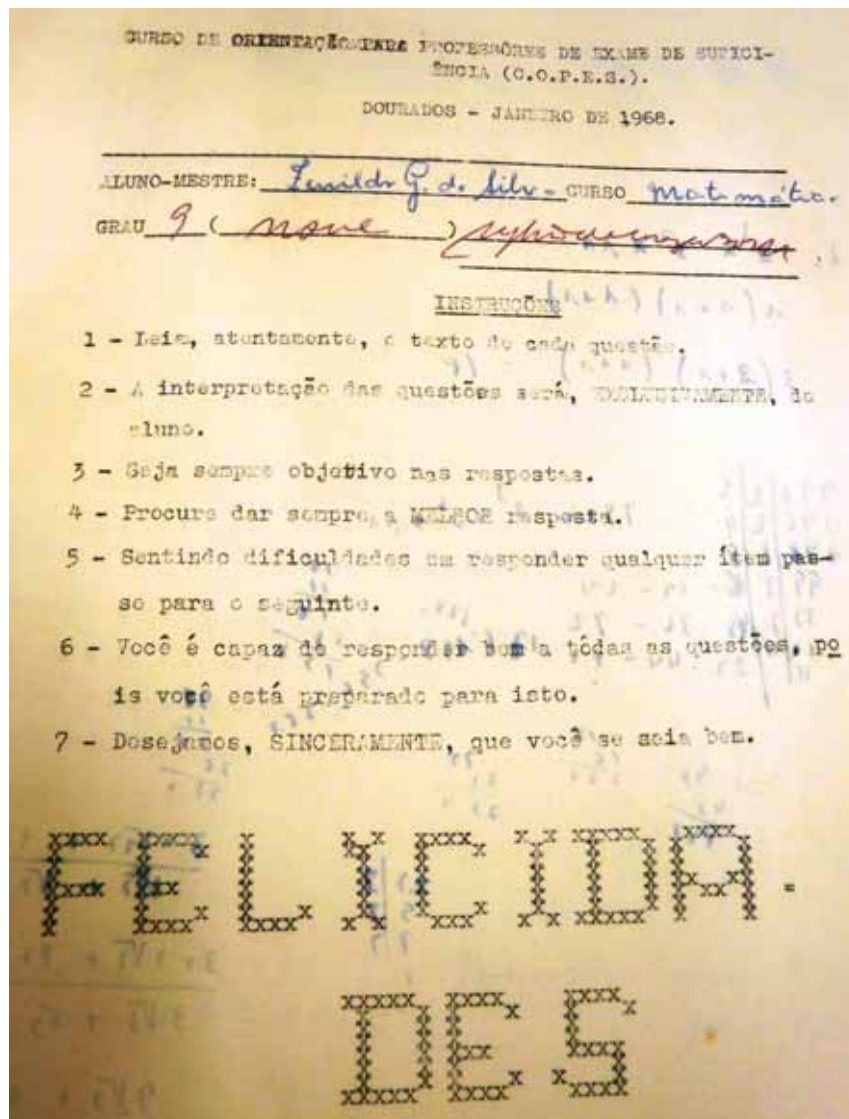 CURSO DE ORIENTAÇÃO PARA PROFESSÔRES DE EXAME DE SUFICI-
ÊNCIA (C.O.P.E.S.).
DOURADOS - JANEIRO DE 1968.
ALUNO-MESTRE: G. da Silva CURSO Matemática
GRAU 9 ( nove )
INSTRUÇÕES
1 - Leia, atentamente, o texto de cada questão.
2 - A interpretação das questões será, EXCLUSIVAMENTE, do
aluno.
3 - Seja sempre objetivo nas respostas.
4 - Procure dar sempre a MELHOR resposta.
5 - Sentindo dificuldades em responder qualquer ítem pas-
se para o seguinte.
6 - Você é capaz de responder bem a tôdas as questões, po
is você está preparado para isto.
7 - Desejamos, SINCERAMENTE, que você se saia bem.
FELICIDA-
DES